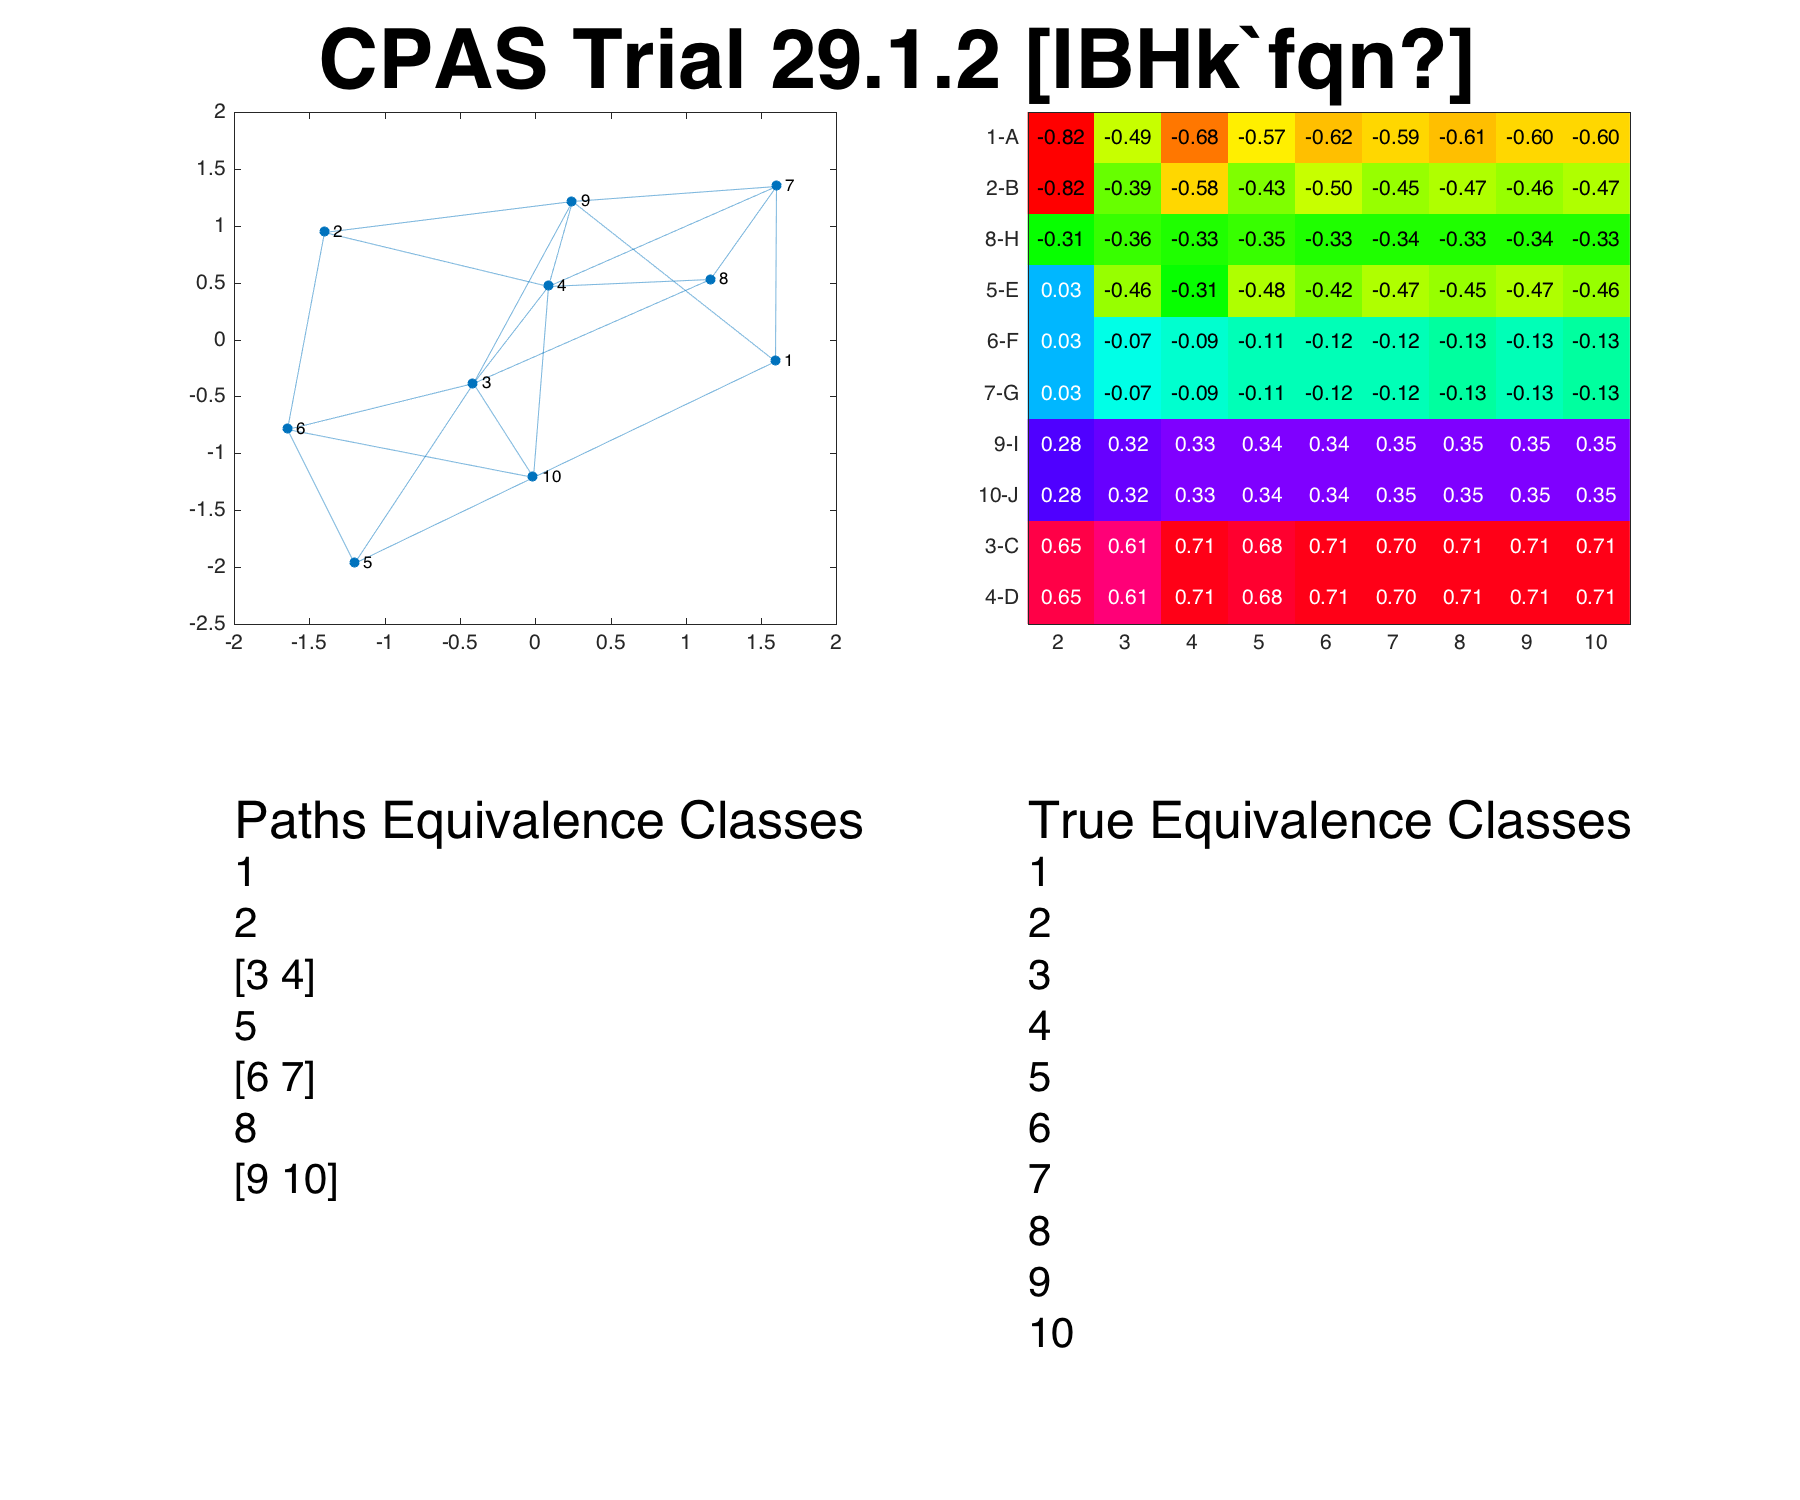 CPAS Trial 29.1.2 [IBHk`fqn?]
2
1.5
1
0.5
0
-0.5
-1
-1.5
-2
-2.5
-2 -1.5 -1 -0.5 0 0.5 1 1.5 2
7
9
2
4
8
1
3
6
10
5
1-A -0.82 -0.49 -0.68 -0.57 -0.62 -0.59 -0.61 -0.60 -0.60
2-B -0.82 -0.39 -0.58 -0.43 -0.50 -0.45 -0.47 -0.46 -0.47
8-H -0.31 -0.36 -0.33 -0.35 -0.33 -0.34 -0.33 -0.34 -0.33
5-E 0.03 -0.46 -0.31 -0.48 -0.42 -0.47 -0.45 -0.47 -0.46
6-F 0.03 -0.07 -0.09 -0.11 -0.12 -0.12 -0.13 -0.13 -0.13
7-G 0.03 -0.07 -0.09 -0.11 -0.12 -0.12 -0.13 -0.13 -0.13
9-I 0.28 0.32 0.33 0.34 0.34 0.35 0.35 0.35 0.35
10-J 0.28 0.32 0.33 0.34 0.34 0.35 0.35 0.35 0.35
3-C 0.65 0.61 0.71 0.68 0.71 0.70 0.71 0.71 0.71
4-D 0.65 0.61 0.71 0.68 0.71 0.70 0.71 0.71 0.71
2 3 4 5 6 7 8 9 10
Paths Equivalence Classes
1
2
[3 4]
5
[6 7]
8
[9 10]
True Equivalence Classes
1
2
3
4
5
6
7
8
9
10